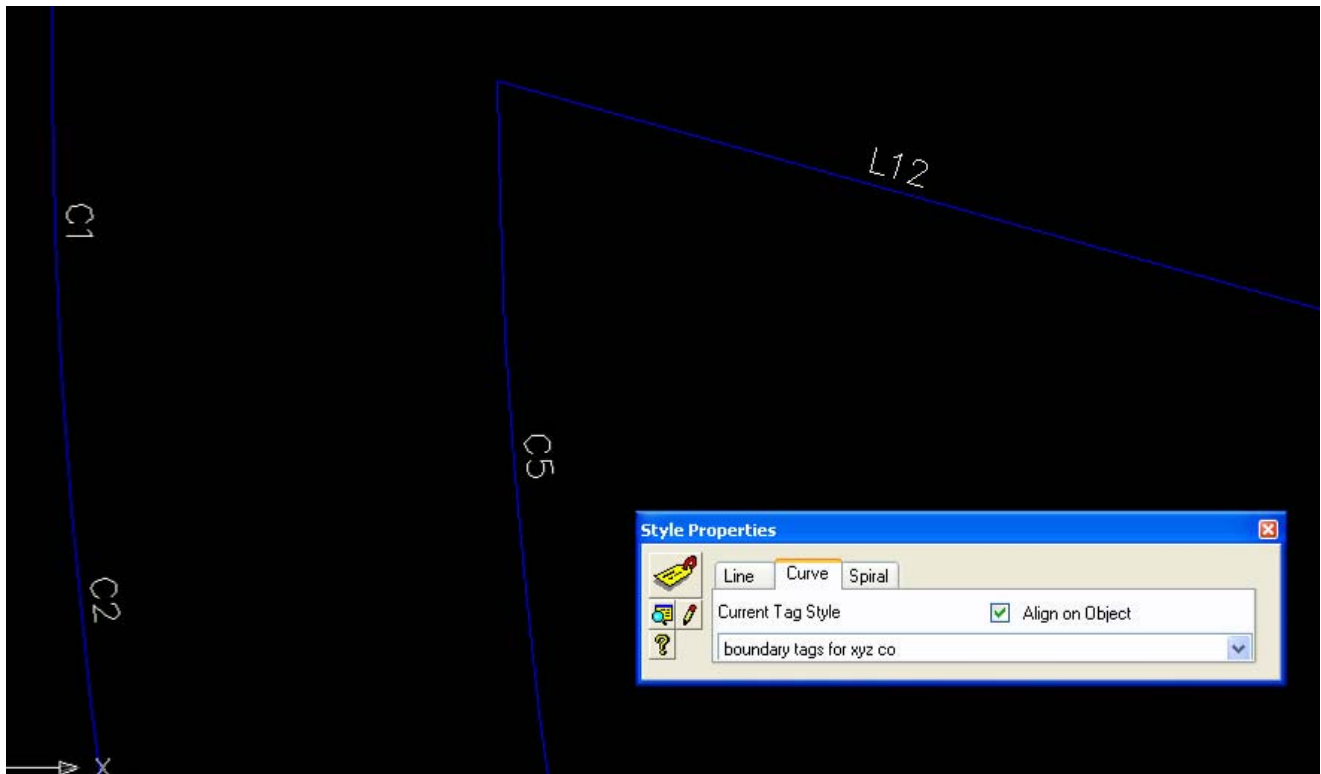 L12
C1
C5
C2
X
Style Properties
Line Curve Spiral
Current Tag Style Align on Object
boundary tags for xyz co
?